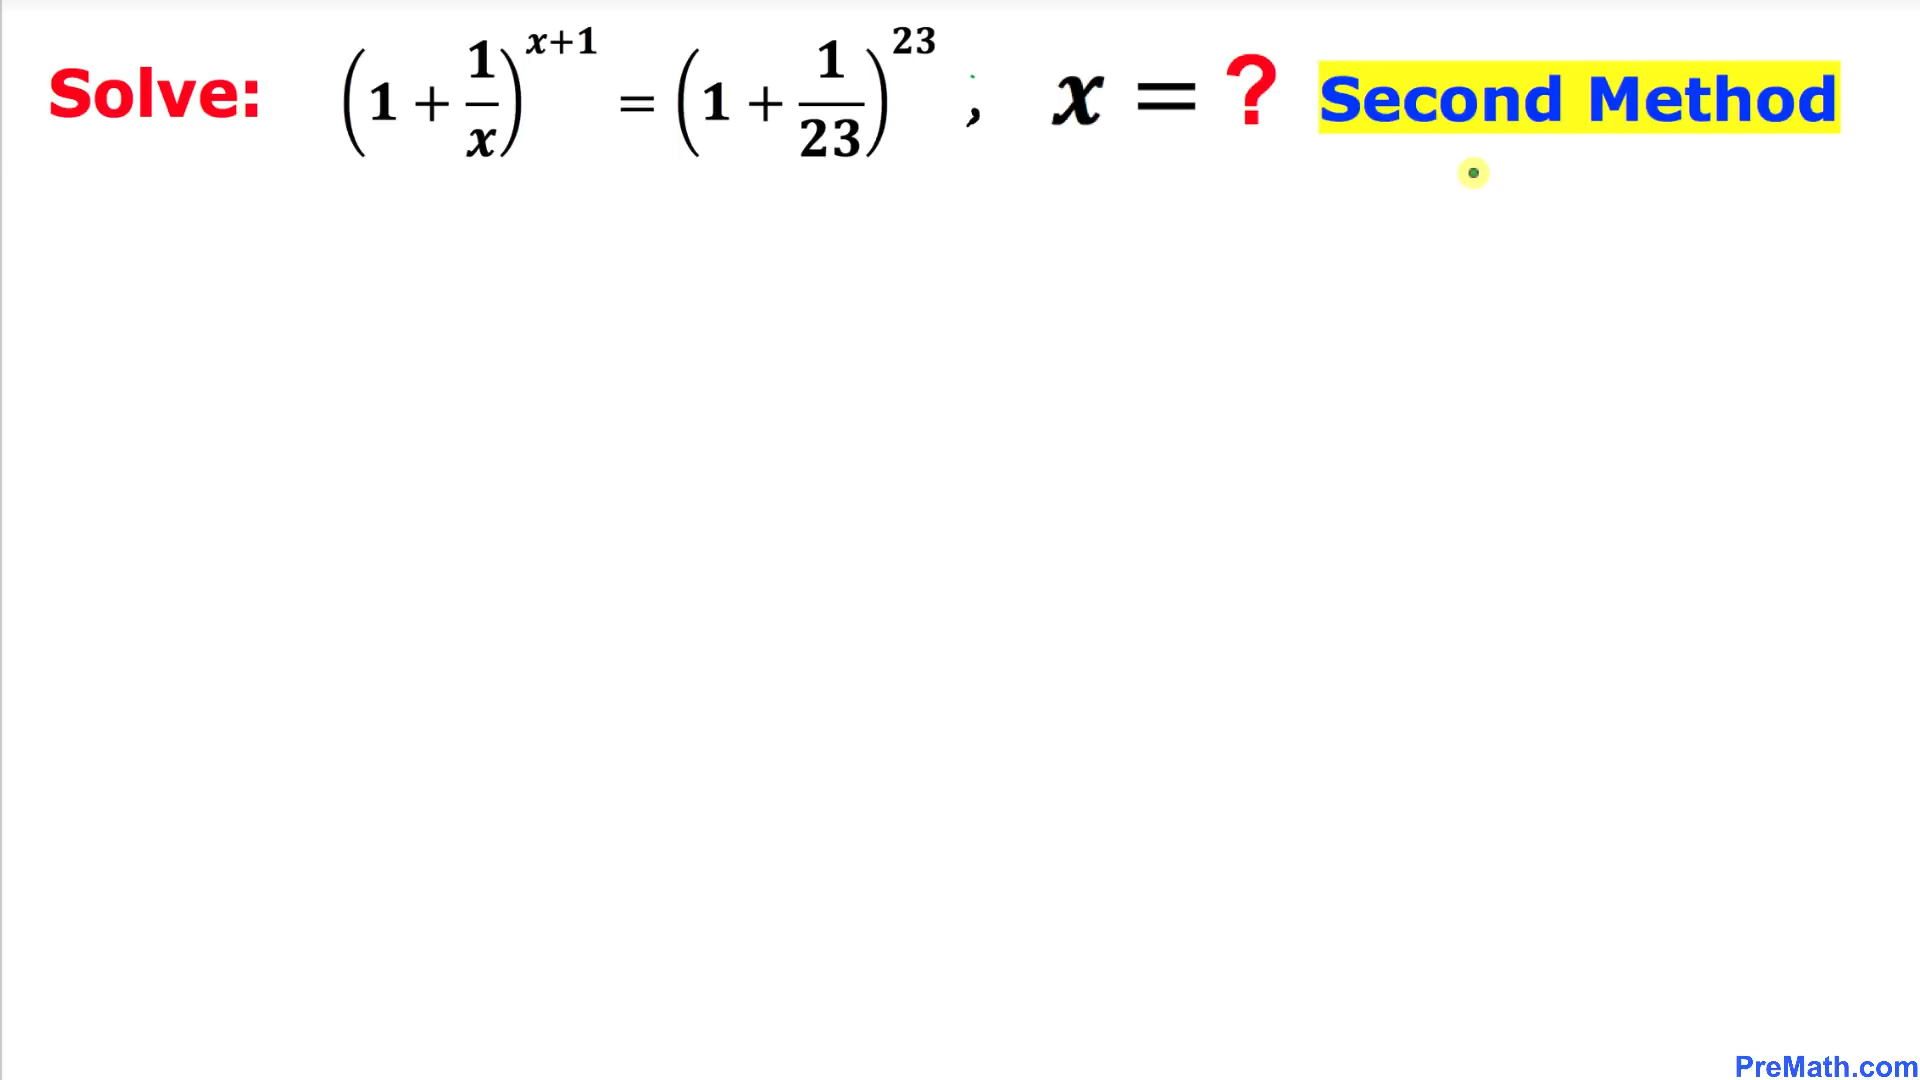 Solve: (1 + 1/x)^(x+1) = (1 + 1/23)^23 , x = ? Second Method
PreMath.com